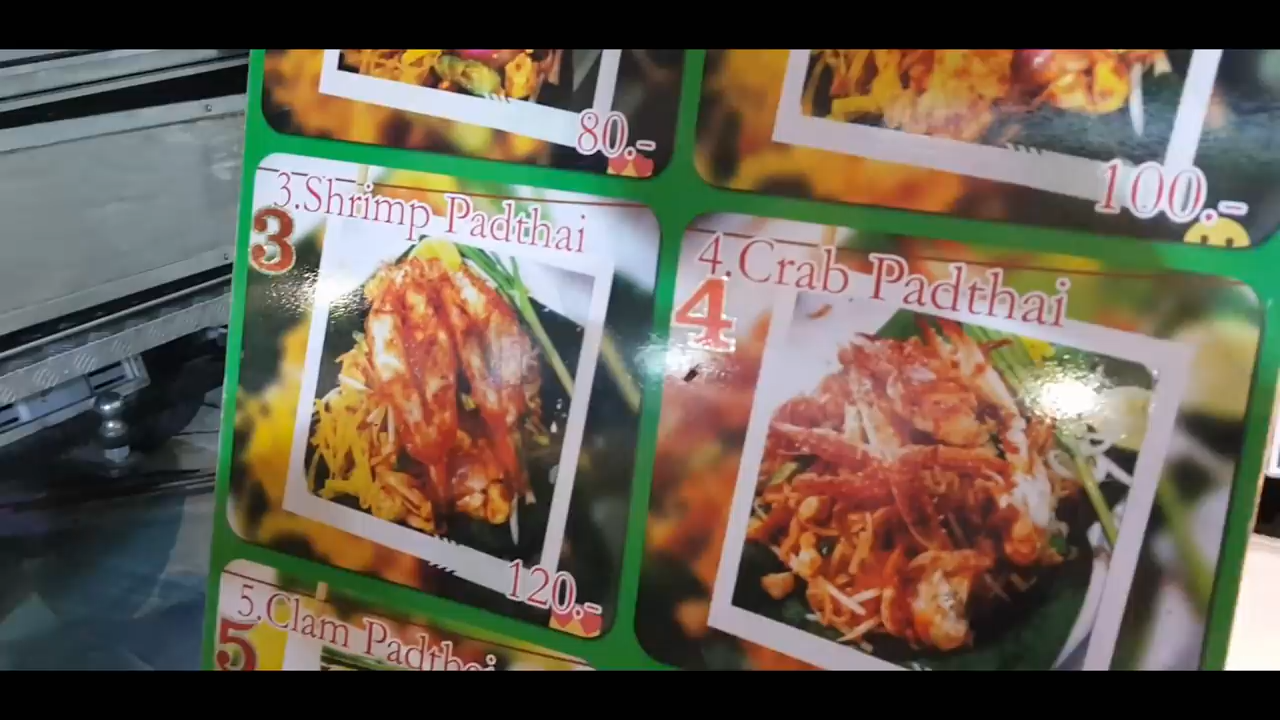 80.-
100.-
3.Shrimp Padthai
3
120.-
4.Crab Padthai
4
5.Clam Padthai
5